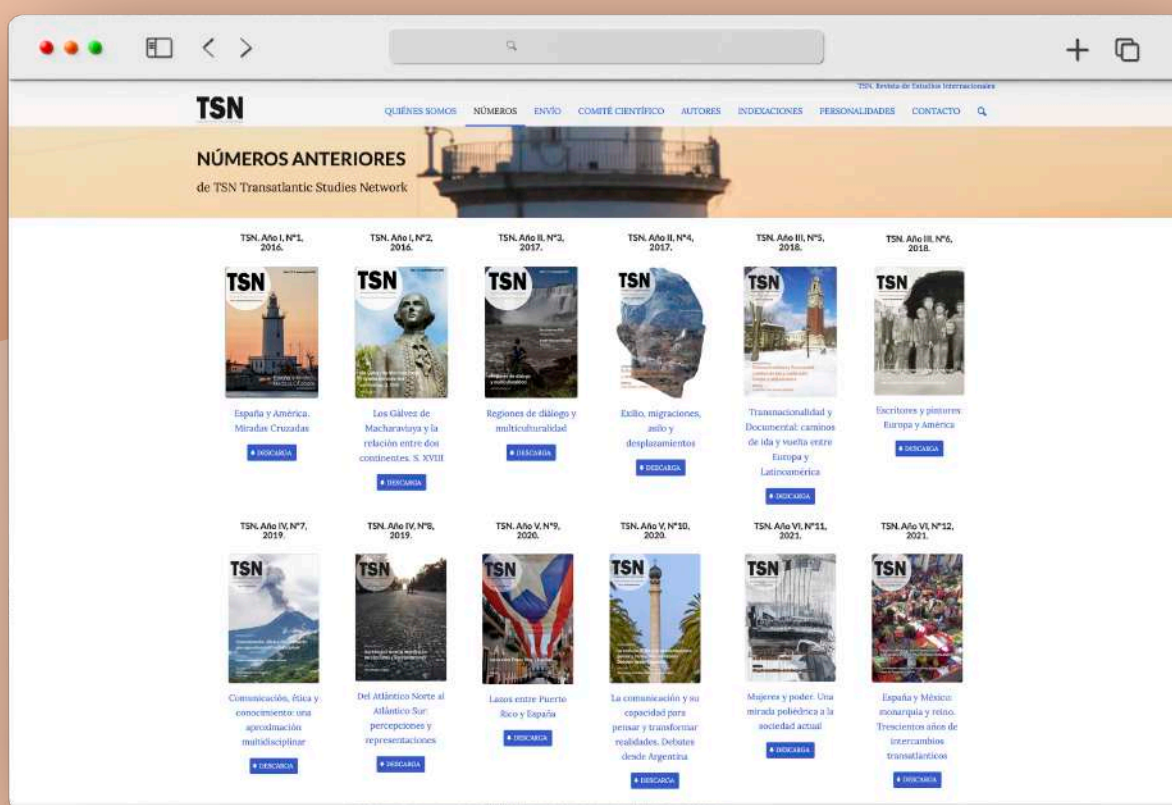 TSN. Revista de Estudios Internacionales
TSN
QUIÉNES SOMOS NÚMEROS ENVÍO COMITÉ CIENTÍFICO AUTORES INDEXACIONES PERSONALIDADES CONTACTO
NÚMEROS ANTERIORES
de TSN Transatlantic Studies Network
TSN. Año I, Nº1,
2016.
TSN
España y América.
Miradas Cruzadas
DESCARGA
TSN. Año I, Nº2,
2016.
TSN
Los Gálvez de
Macharaviaya y la
relación entre dos
continentes. S. XVIII
DESCARGA
TSN. Año II, Nº3,
2017.
TSN
Regiones de diálogo y
multiculturalidad
DESCARGA
TSN. Año II, Nº4,
2017.
TSN
Exilio, migraciones,
asilo y
desplazamientos
DESCARGA
TSN. Año III, Nº5,
2018.
TSN
Transnacionalidad y
Documental: caminos
de ida y vuelta entre
Europa y
Latinoamérica
DESCARGA
TSN. Año III, Nº6,
2018.
TSN
Escritores y pintores
Europa y América
DESCARGA
TSN. Año IV, Nº7,
2019.
TSN
Comunicación, ética y
conocimiento: una
aproximación
multidisciplinar
DESCARGA
TSN. Año IV, Nº8,
2019.
TSN
Del Atlántico Norte al
Atlántico Sur:
percepciones y
representaciones
DESCARGA
TSN. Año V, Nº9,
2020.
TSN
Lazos entre Puerto
Rico y España
DESCARGA
TSN. Año V, Nº10,
2020.
TSN
La comunicación y su
capacidad para
pensar y transformar
realidades. Debates
desde Argentina
DESCARGA
TSN. Año VI, Nº11,
2021.
TSN
Mujeres y poder. Una
mirada poliédrica a la
sociedad actual
DESCARGA
TSN. Año VI, Nº12,
2021.
TSN
España y México:
monarquía y reino.
Trescientos años de
intercambios
transatlánticos
DESCARGA